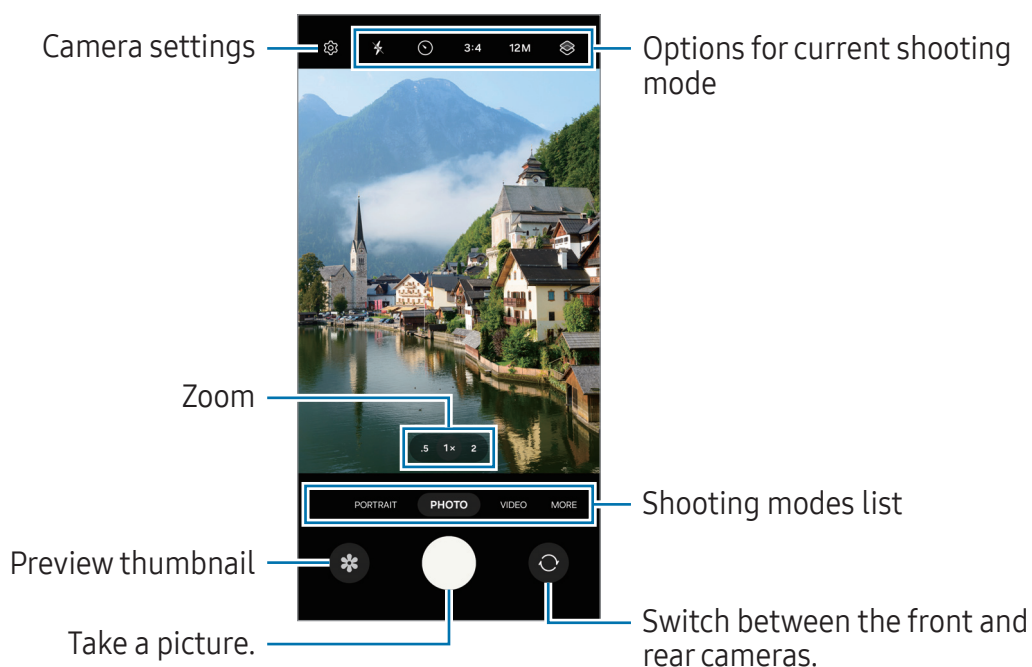 Camera settings
3:4 12M
Options for current shooting
mode
Zoom
.5 1× 2
PORTRAIT PHOTO VIDEO MORE
Shooting modes list
Preview thumbnail
Take a picture.
Switch between the front and
rear cameras.